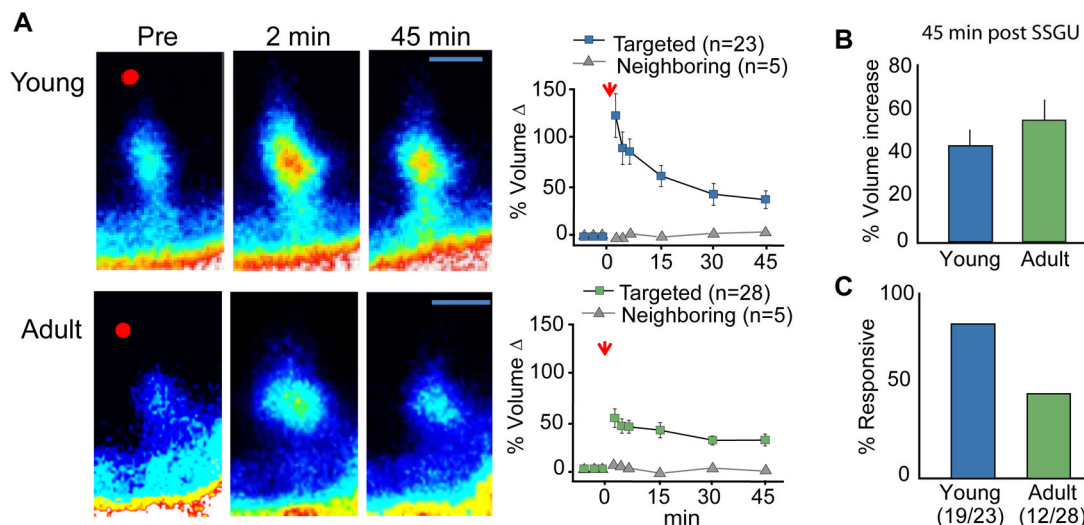 A
Pre
2 min
45 min
Young
Adult
Targeted (n=23)
Neighboring (n=5)
% Volume Δ
150
100
50
0
0
15
30
45
Targeted (n=28)
Neighboring (n=5)
% Volume Δ
150
100
50
0
0
15
30
45
min
B
45 min post SSGU
% Volume increase
80
60
40
20
0
Young
Adult
C
% Responsive
100
50
0
Young
Adult
(19/23)
(12/28)